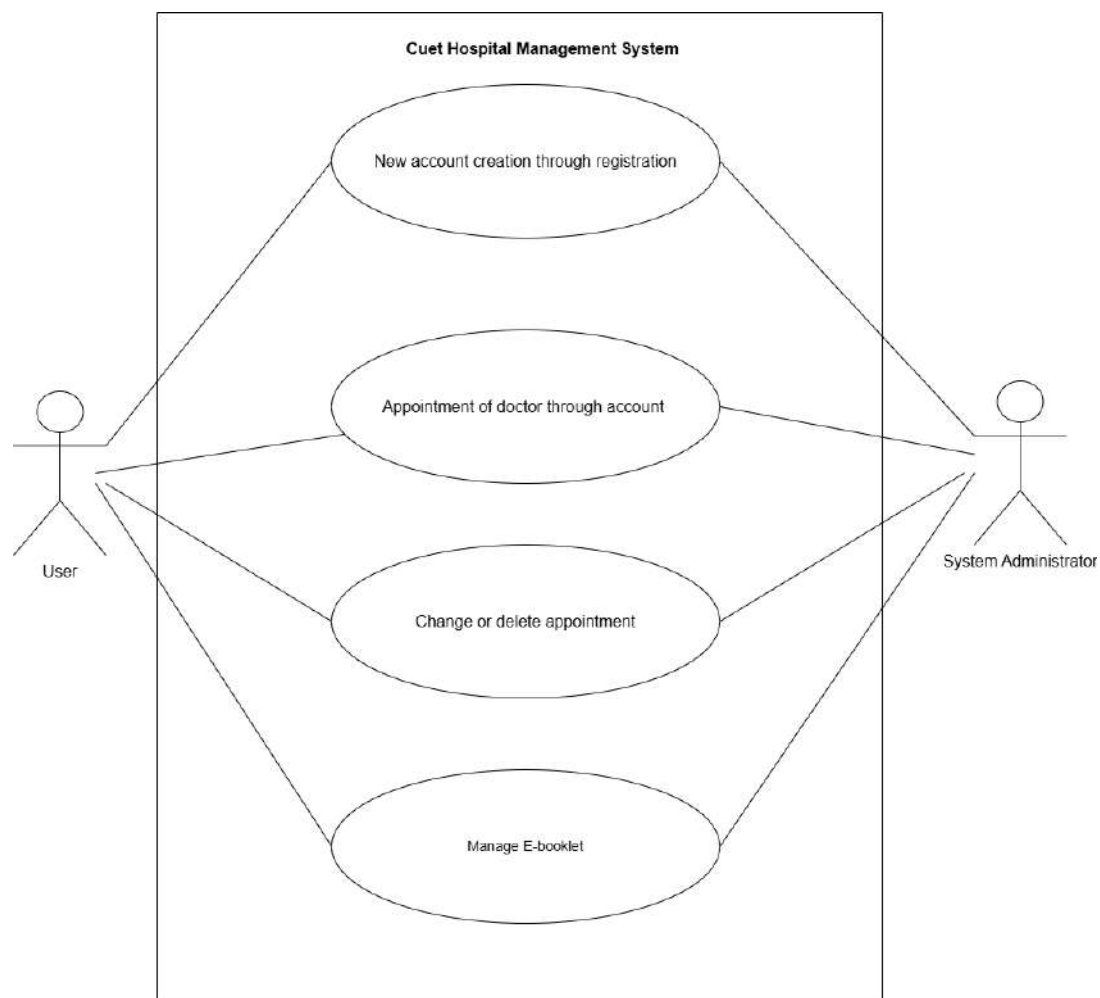 Cuet Hospital Management System
New account creation through registration
Appointment of doctor through account
User
System Administrator
Change or delete appointment
Manage E-booklet